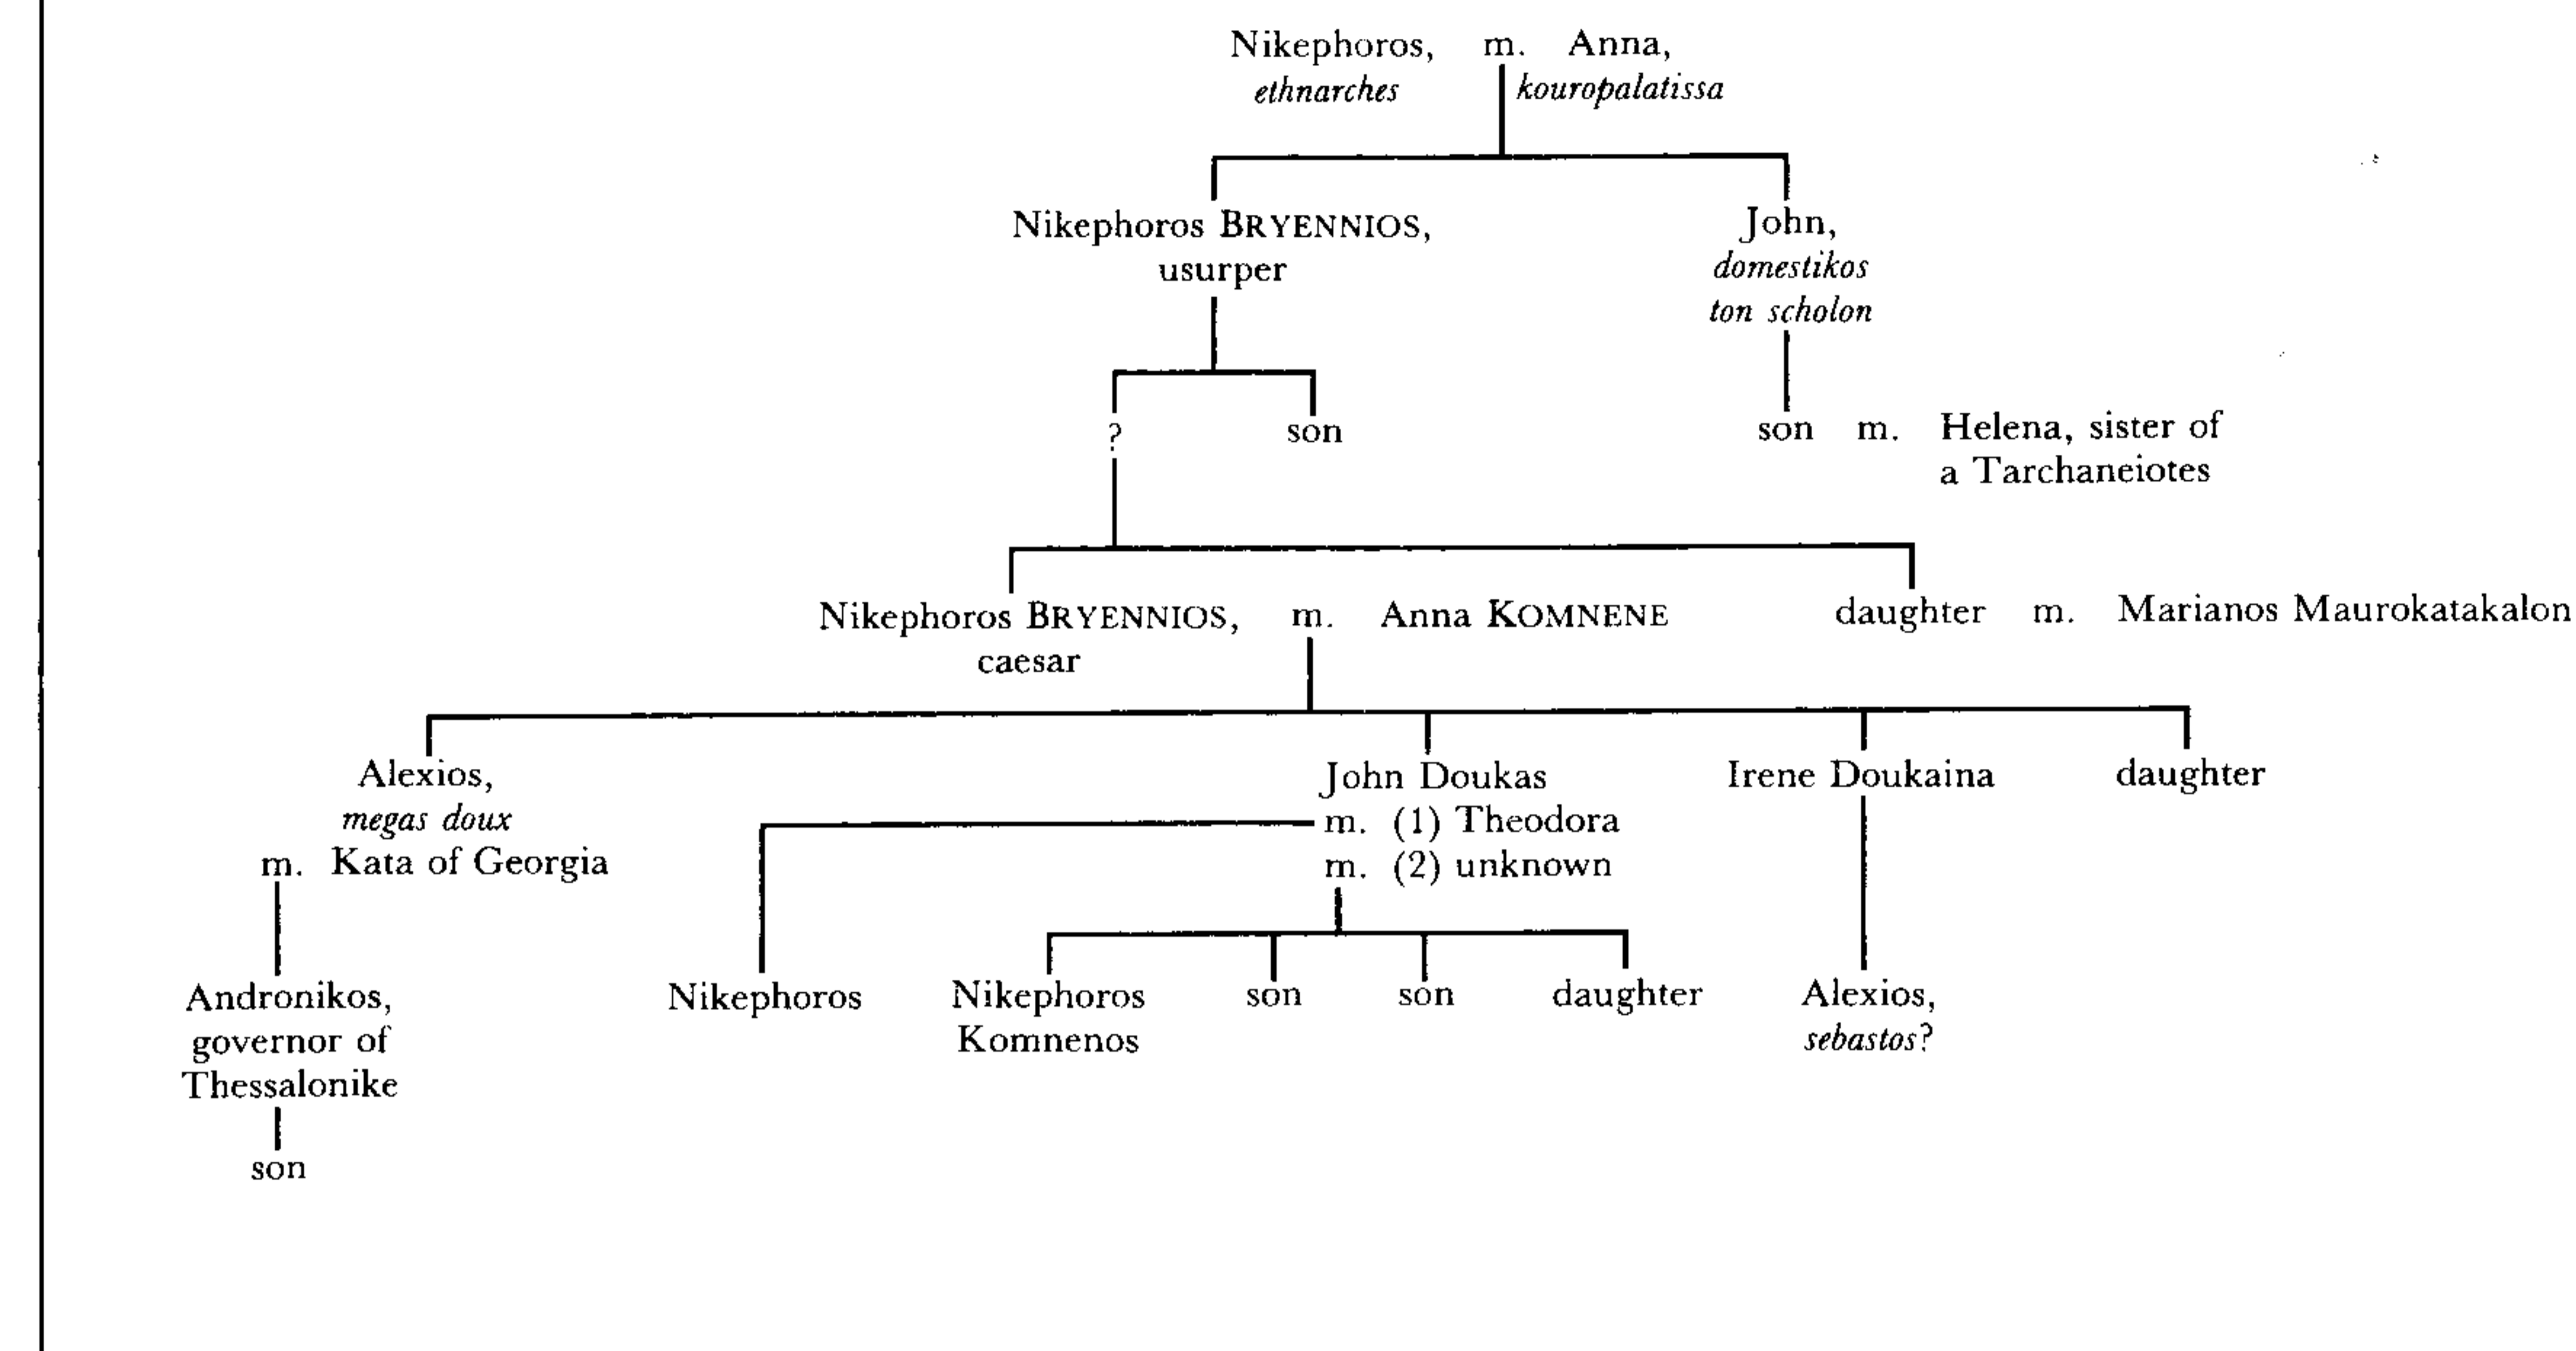 Nikephoros, m. Anna,
ethnarches kouropalatissa
Nikephoros BRYENNIOS,
usurper
John,
domestikos
ton scholon
?
son
son m. Helena, sister of
a Tarchaneiotes
Nikephoros BRYENNIOS, m. Anna KOMNENE
caesar
daughter m. Marianos Maurokatakalon
Alexios,
megas doux
m. Kata of Georgia
John Doukas
m. (1) Theodora
m. (2) unknown
Irene Doukaina
daughter
Andronikos,
governor of
Thessalonike
Nikephoros
Nikephoros
Komnenos
son
son
daughter
Alexios,
sebastos?
son